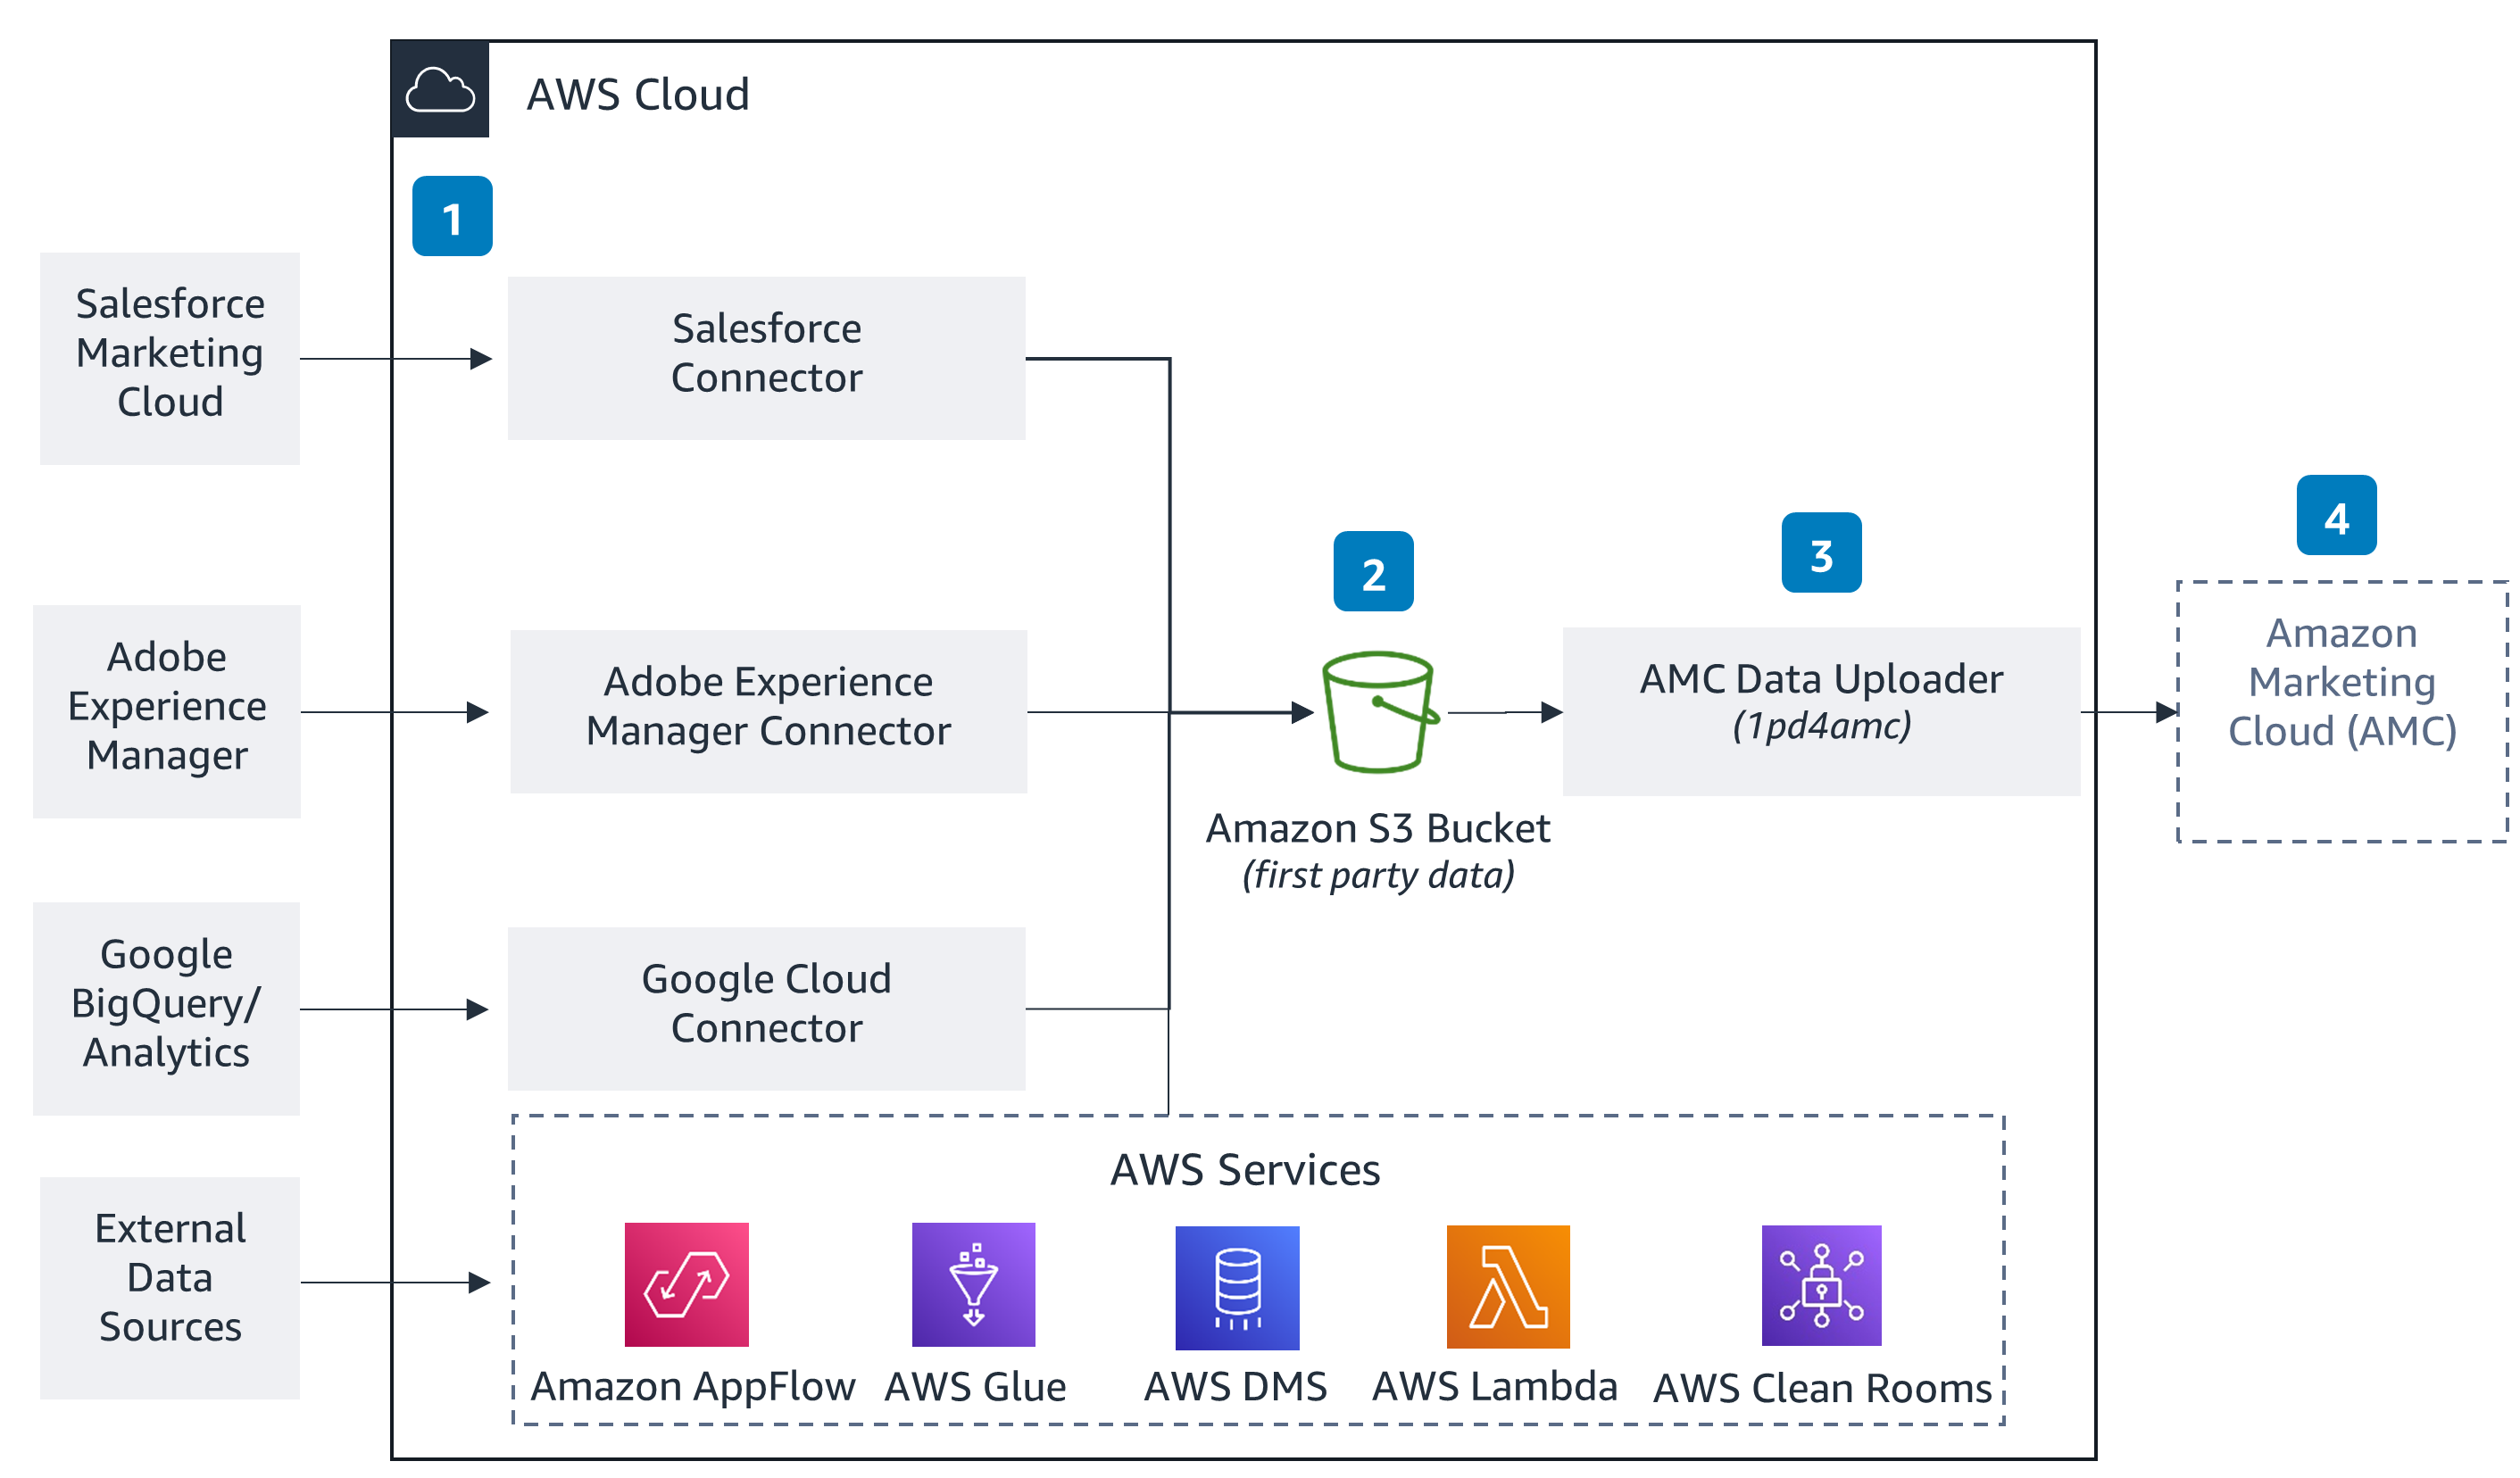 AWS Cloud
1
Salesforce
Marketing
Cloud
Salesforce
Connector
Adobe
Experience
Manager
Adobe Experience
Manager Connector
2
Amazon S3 Bucket
(first party data)
3
AMC Data Uploader
(1pd4amc)
4
Amazon
Marketing
Cloud (AMC)
Google
BigQuery/
Analytics
Google Cloud
Connector
External
Data
Sources
AWS Services
Amazon AppFlow
AWS Glue
AWS DMS
AWS Lambda
AWS Clean Rooms